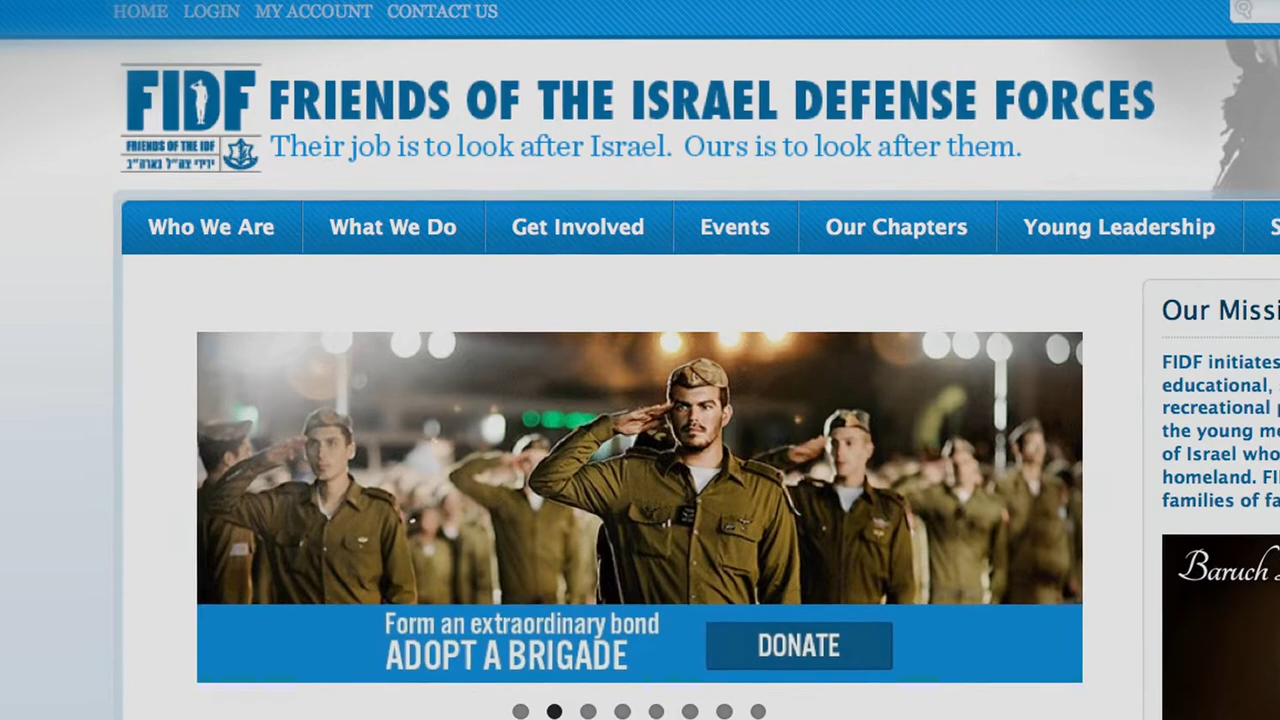 HOME LOGIN MY ACCOUNT CONTACT US
FIDF
FRIENDS OF THE IDF
ידידי צה"ל בארה"ב
FRIENDS OF THE ISRAEL DEFENSE FORCES
Their job is to look after Israel. Ours is to look after them.
Who We Are What We Do Get Involved Events Our Chapters Young Leadership S
Form an extraordinary bond
ADOPT A BRIGADE
DONATE
Our Missi
FIDF initiates
educational,
recreational p
the young me
of Israel who
homeland. FI
families of fa
Baruch